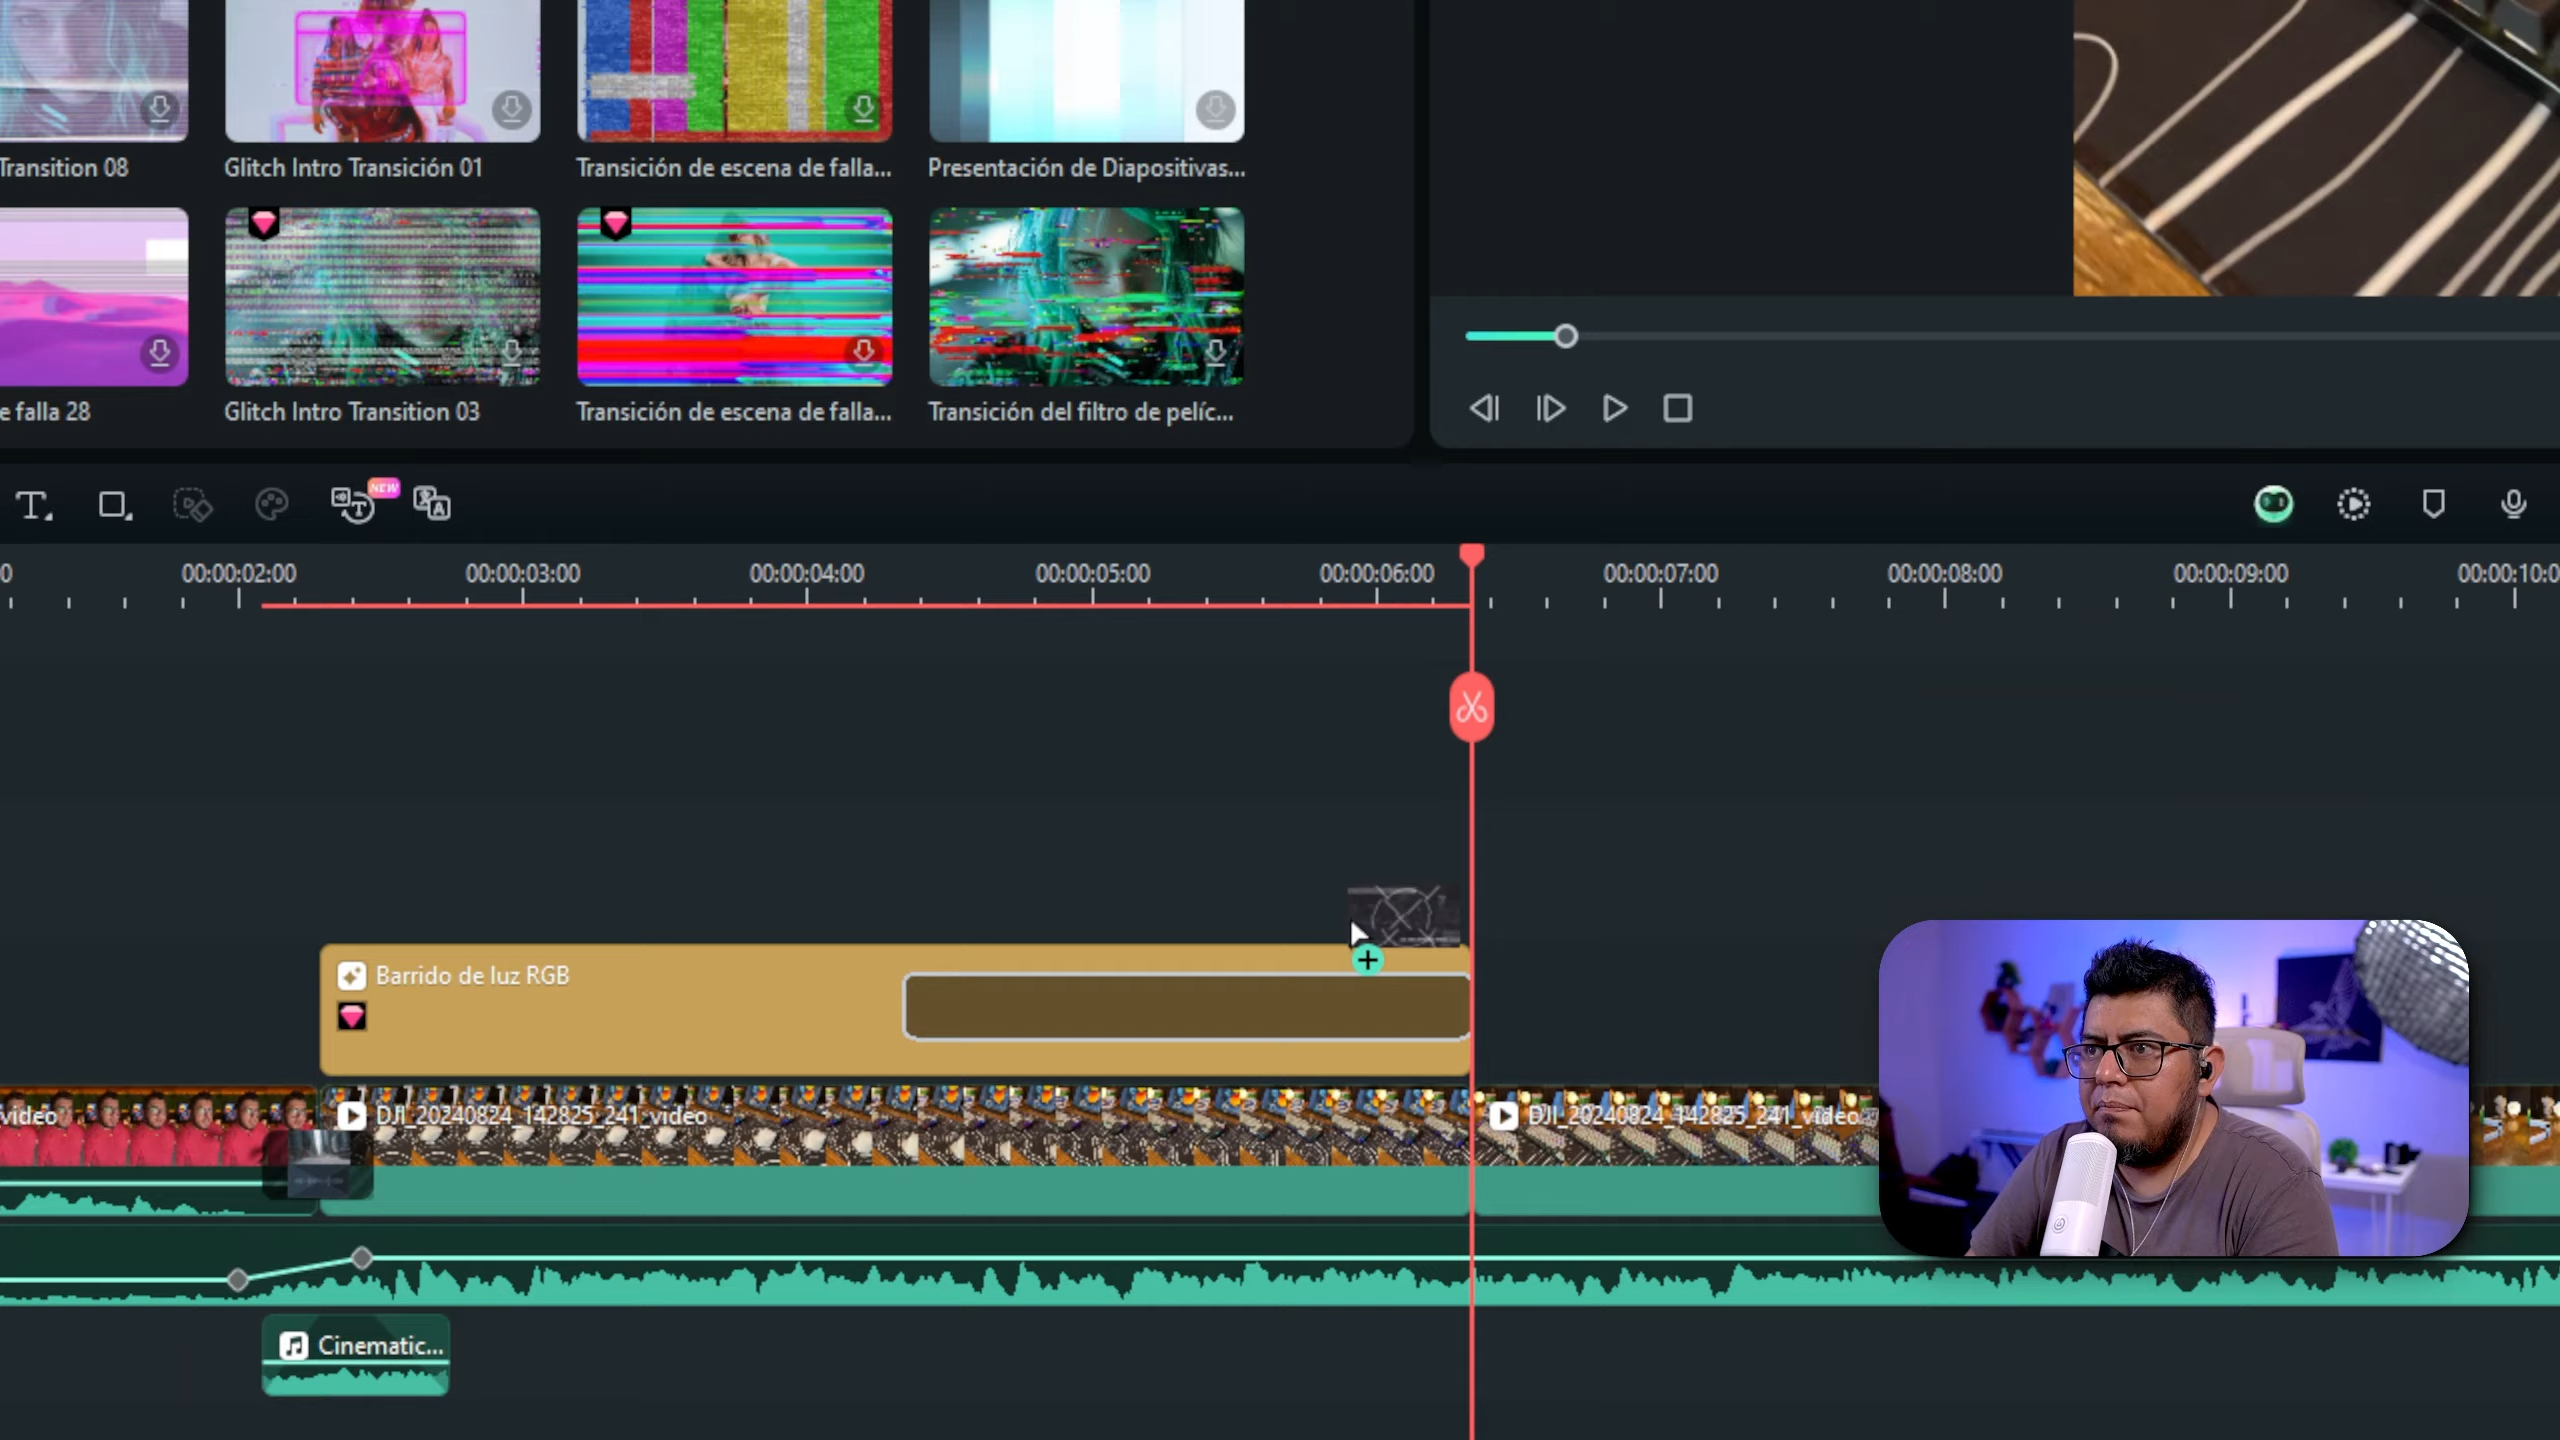 Transition 08
Glitch Intro Transición 01
Transición de escena de falla...
Presentación de Diapositivas...
e falla 28
Glitch Intro Transition 03
Transición de escena de falla...
Transición del filtro de pelíc...
T
NEW
A
0
00:00:02:00
00:00:03:00
00:00:04:00
00:00:05:00
00:00:06:00
00:00:07:00
00:00:08:00
00:00:09:00
00:00:10:0
Barrido de luz RGB
video
DJI_20240824_142825_241_video
DJI_20240824_142825_241_video
Cinematic...